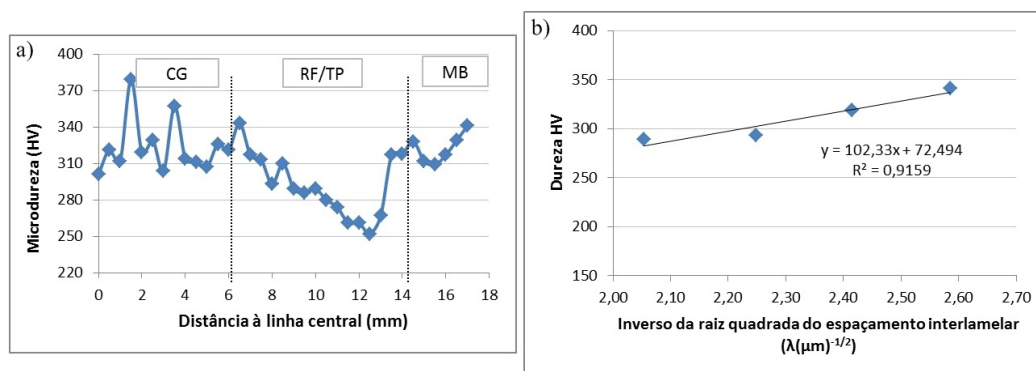 a)
400
370
340
310
280
250
220
Microdureza (HV)
CG
RF/TP
MB
0 2 4 6 8 10 12 14 16 18
Distância à linha central (mm)
b)
400
350
300
250
200
150
Dureza HV
y = 102,33x + 72,494
R² = 0,9159
2,00 2,10 2,20 2,30 2,40 2,50 2,60 2,70
Inverso da raiz quadrada do espaçamento interlamelar
(λ(μm)⁻¹/²)